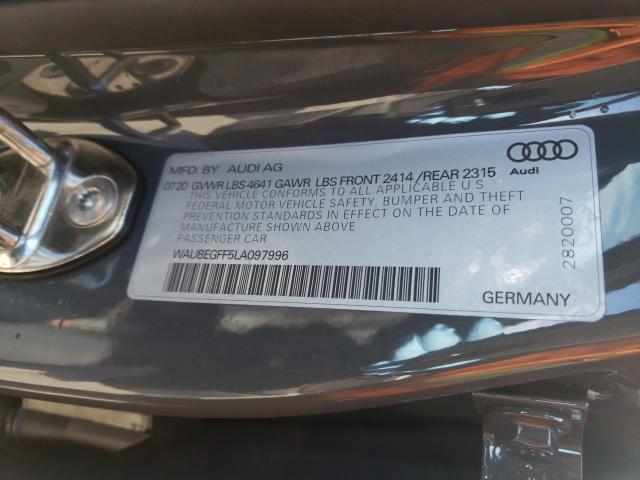 MFD. BY AUDI AG
07 20 GVWR LBS 4641 GAWR LBS FRONT 2414 /REAR 2315
THIS VEHICLE CONFORMS TO ALL APPLICABLE U.S
FEDERAL MOTOR VEHICLE SAFETY, BUMPER AND THEFT
PREVENTION STANDARDS IN EFFECT ON THE DATE OF
MANUFACTURE SHOWN ABOVE
PASSENGER CAR
WAUBEGFF5LA097996
Audi
2820007
GERMANY